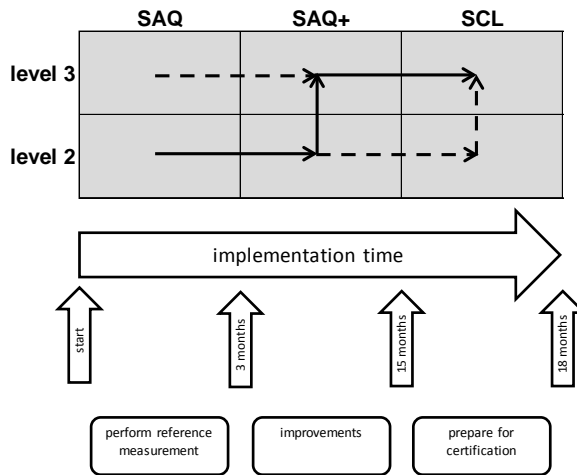 SAQ SAQ+ SCL
level 3
level 2
implementation time
start
3 months
15 months
18 months
perform reference
measurement
improvements
prepare for
certification